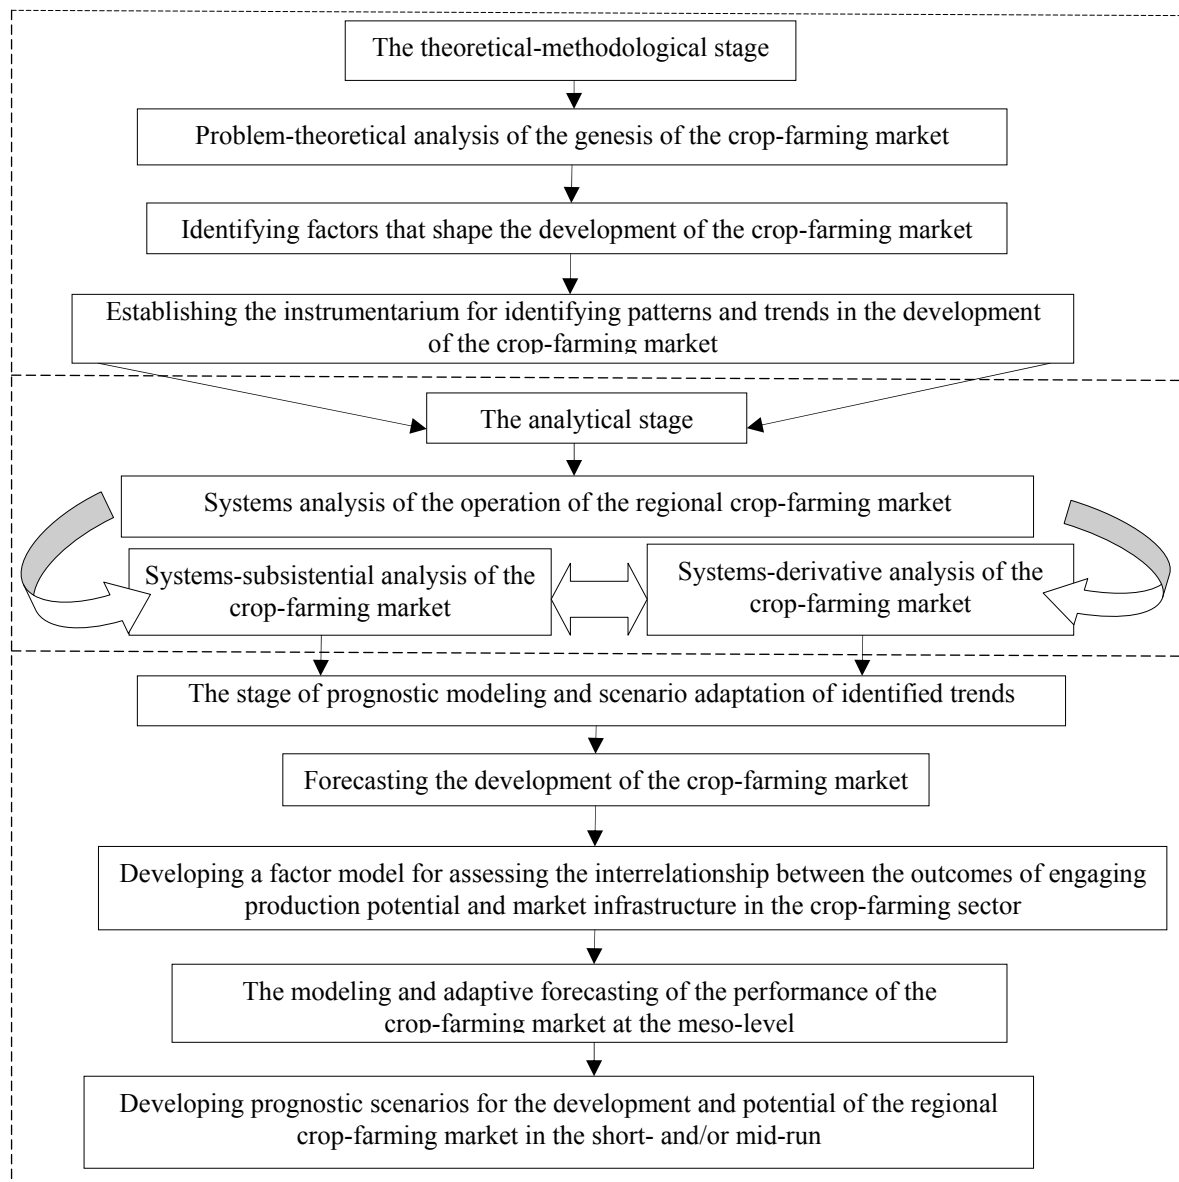 The theoretical-methodological stage
Problem-theoretical analysis of the genesis of the crop-farming market
Identifying factors that shape the development of the crop-farming market
Establishing the instrumentarium for identifying patterns and trends in the development
of the crop-farming market
The analytical stage
Systems analysis of the operation of the regional crop-farming market
Systems-subsistential analysis of the
crop-farming market
Systems-derivative analysis of the
crop-farming market
The stage of prognostic modeling and scenario adaptation of identified trends
Forecasting the development of the crop-farming market
Developing a factor model for assessing the interrelationship between the outcomes of engaging
production potential and market infrastructure in the crop-farming sector
The modeling and adaptive forecasting of the performance of the
crop-farming market at the meso-level
Developing prognostic scenarios for the development and potential of the regional
crop-farming market in the short- and/or mid-run